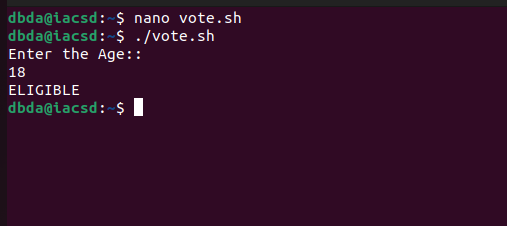 dbda@iacsd:~$ nano vote.sh
dbda@iacsd:~$ ./vote.sh
Enter the Age::
18
ELIGIBLE
dbda@iacsd:~$